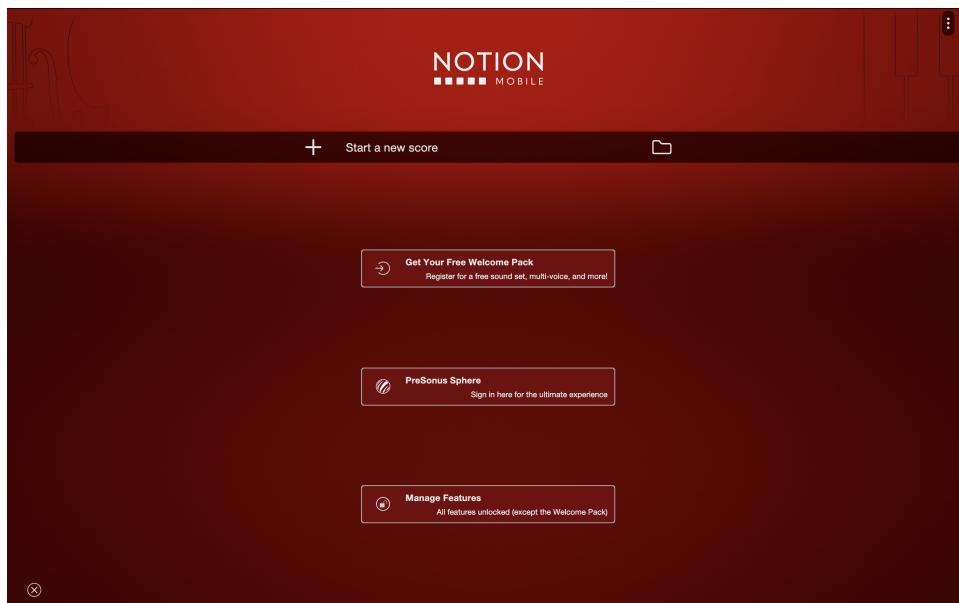 NOTION
MOBILE
Start a new score
Get Your Free Welcome Pack
Register for a free sound set, multi-voice, and more!
PreSonus Sphere
Sign in here for the ultimate experience
Manage Features
All features unlocked (except the Welcome Pack)